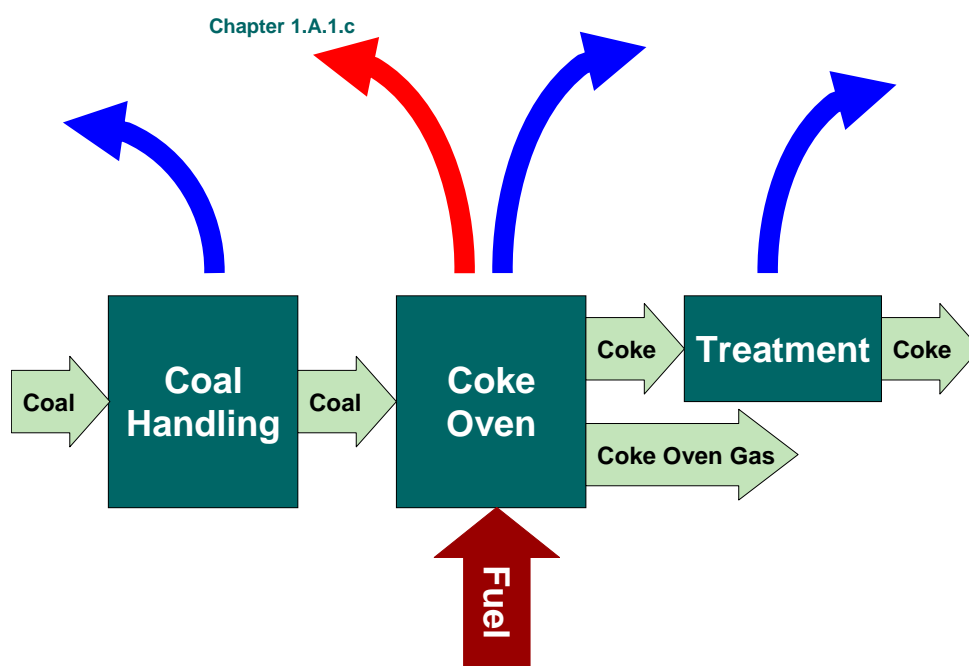 Chapter 1.A.1.c
Coal
Coal
Handling
Coal
Coke
Oven
Coke
Treatment
Coke
Coke Oven Gas
Fuel